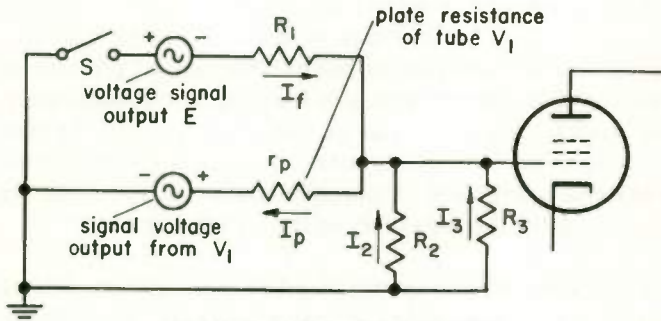 plate resistance
of tube V1
R1
+ -
S
voltage signal
output E
If
rp
- +
signal voltage
output from V1
Ip
I2
R2
I3
R3